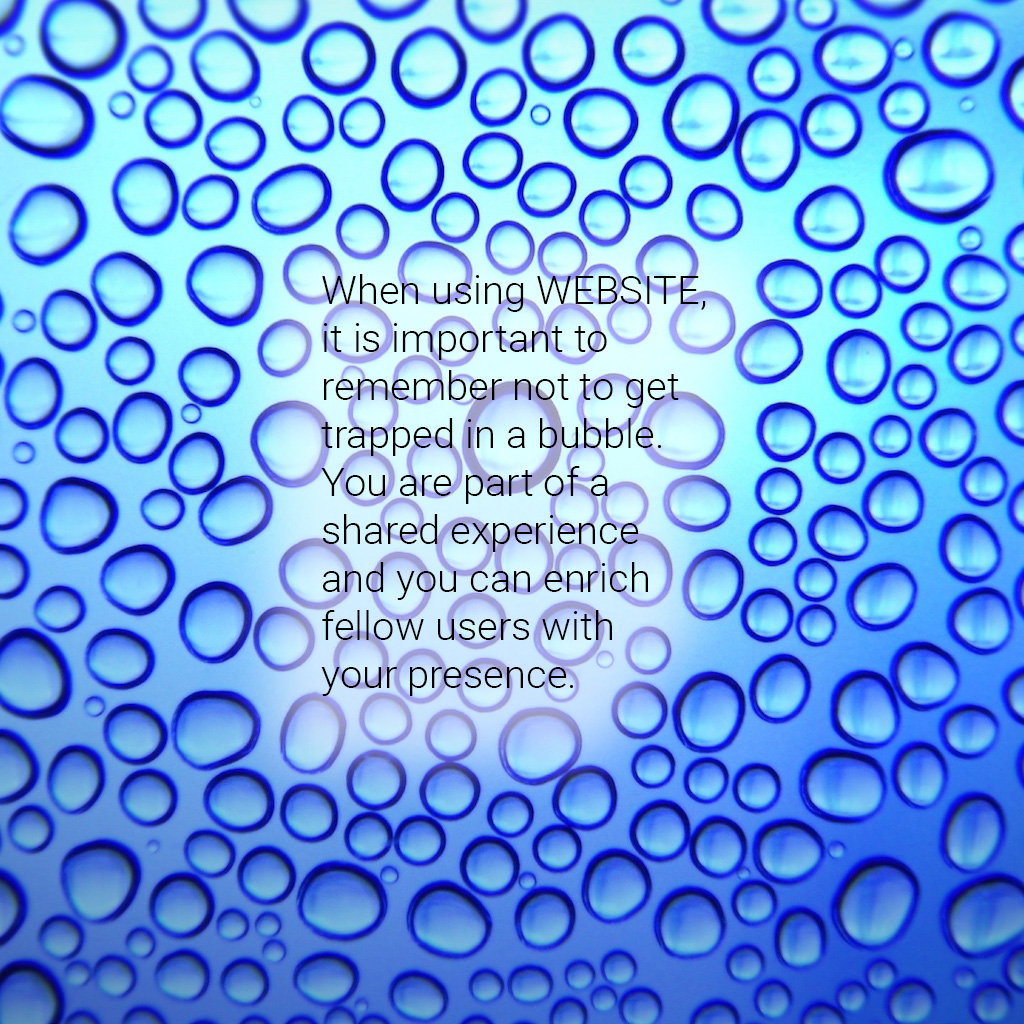 When using WEBSITE,
it is important to
remember not to get
trapped in a bubble.
You are part of a
shared experience
and you can enrich
fellow users with
your presence.